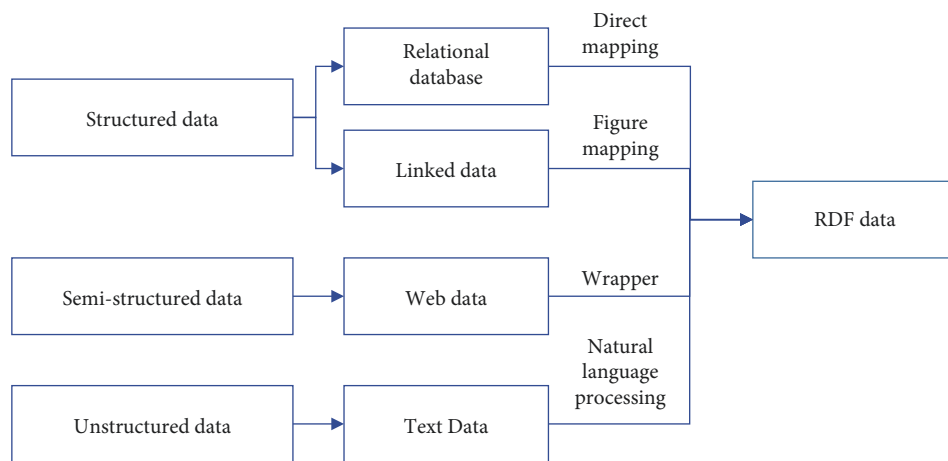 Direct
mapping
Relational
database
Structured data
Figure
mapping
Linked data
RDF data
Wrapper
Semi-structured data
Web data
Natural
language
processing
Unstructured data
Text Data